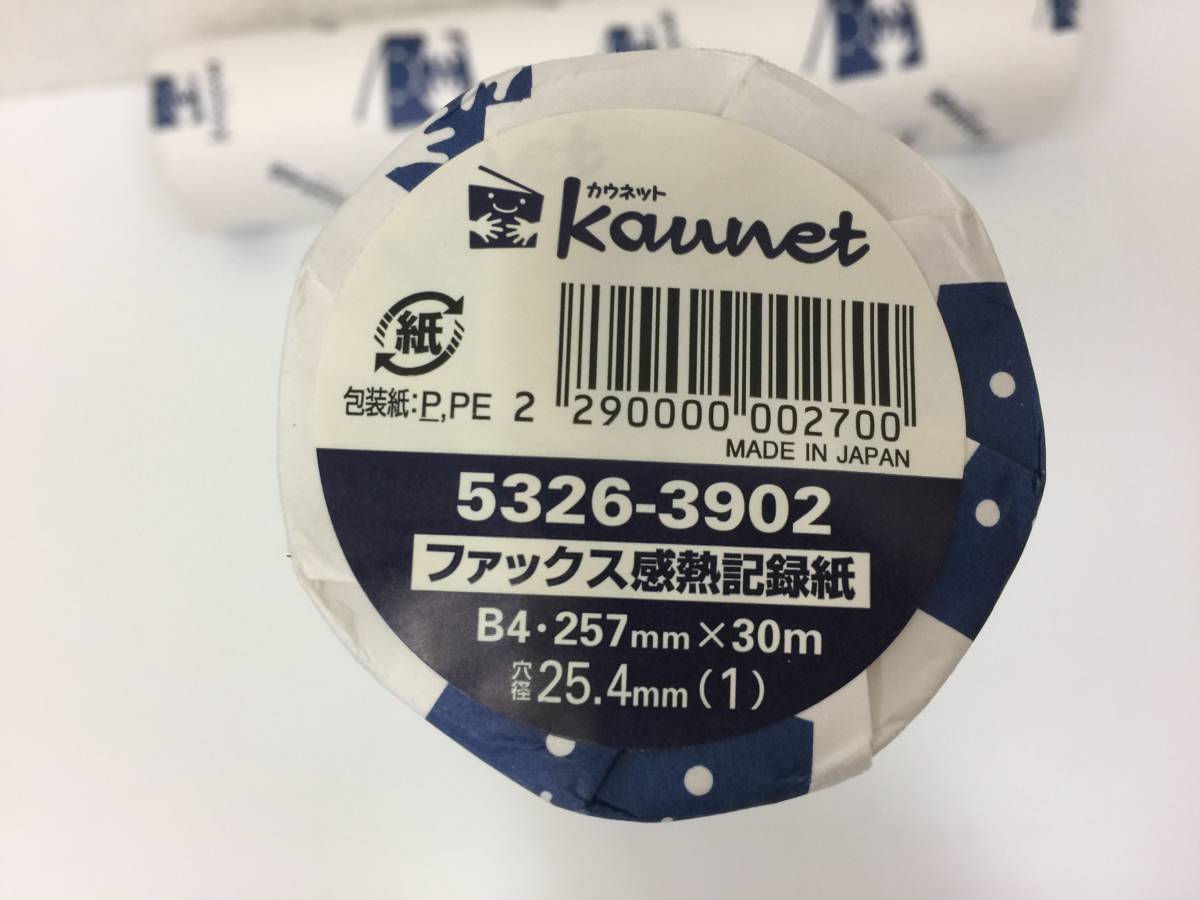 カウネット
kaunet
紙
包装紙:P,PE
2 290000 002700
MADE IN JAPAN
5326-3902
ファックス感熱記録紙
B4・257mm×30m
穴径25.4mm(1)